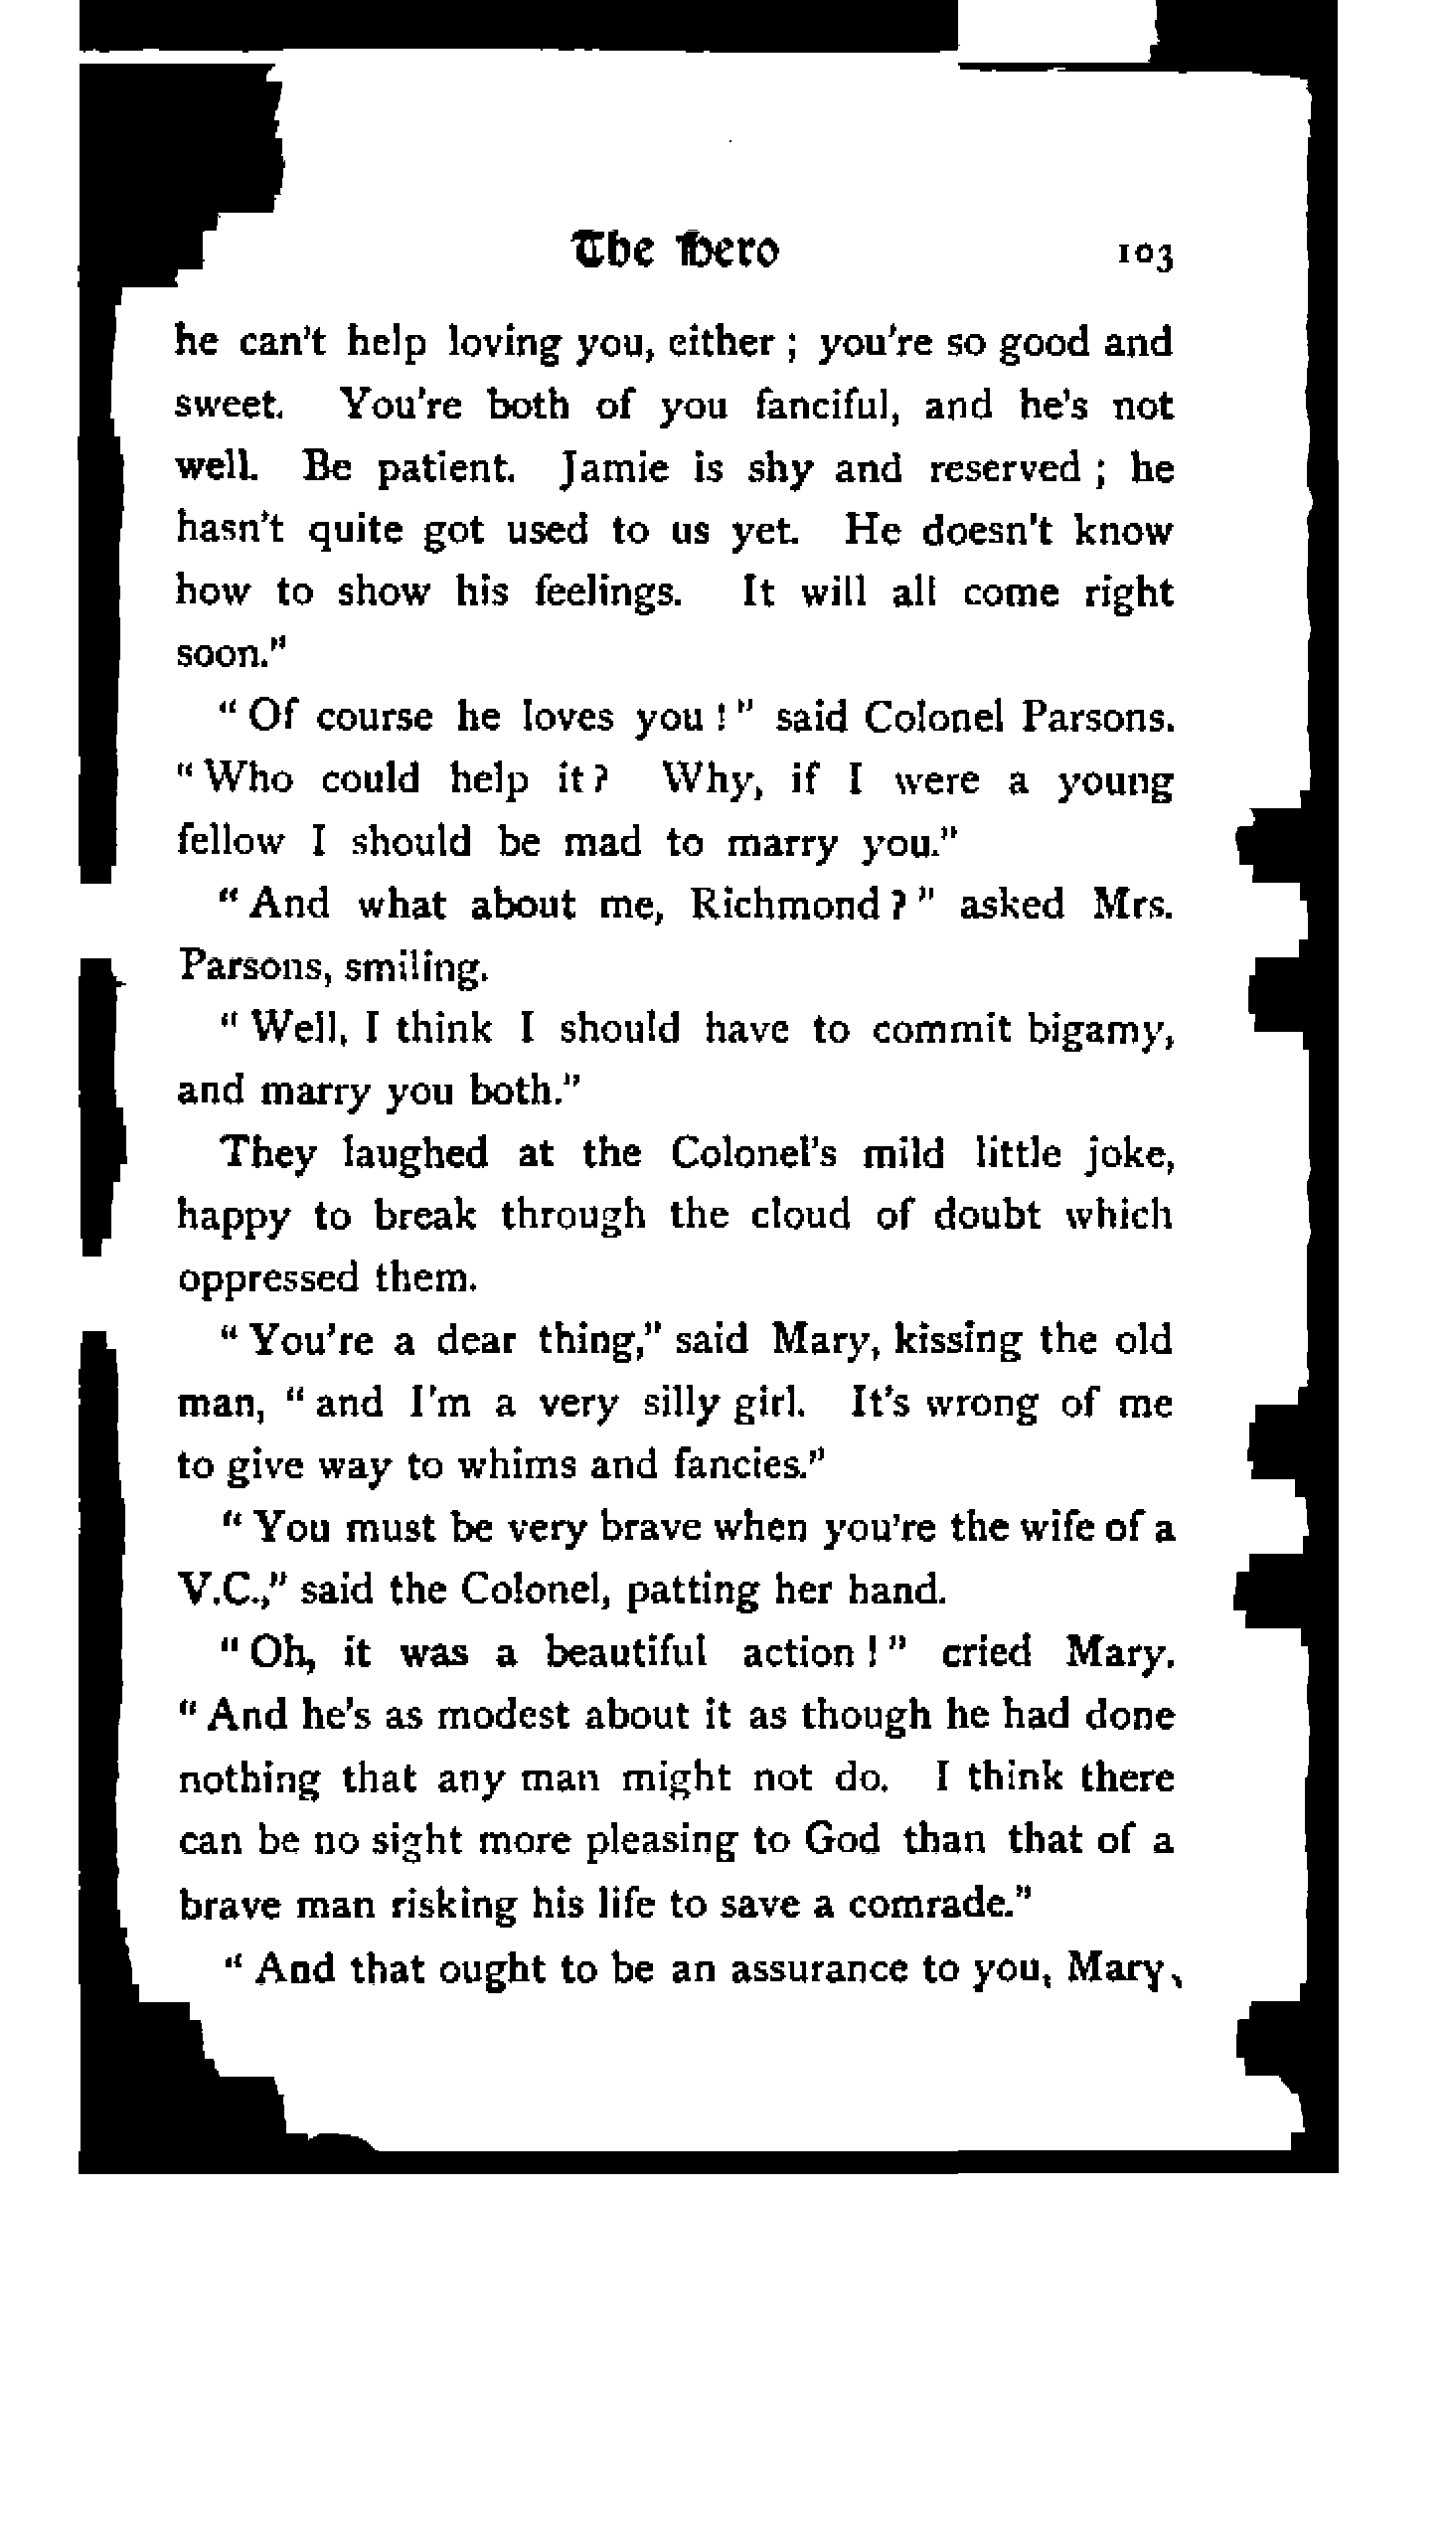 The Hero 103
he can't help loving you, either ; you're so good and
sweet. You're both of you fanciful, and he's not
well. Be patient. Jamie is shy and reserved ; he
hasn't quite got used to us yet. He doesn't know
how to show his feelings. It will all come right
soon."
" Of course he loves you ! " said Colonel Parsons.
" Who could help it ? Why, if I were a young
fellow I should be mad to marry you."
" And what about me, Richmond ? " asked Mrs.
Parsons, smiling.
" Well, I think I should have to commit bigamy,
and marry you both."
They laughed at the Colonel's mild little joke,
happy to break through the cloud of doubt which
oppressed them.
" You're a dear thing," said Mary, kissing the old
man, " and I'm a very silly girl. It's wrong of me
to give way to whims and fancies."
" You must be very brave when you're the wife of a
V.C.," said the Colonel, patting her hand.
" Oh, it was a beautiful action ! " cried Mary.
" And he's as modest about it as though he had done
nothing that any man might not do. I think there
can be no sight more pleasing to God than that of a
brave man risking his life to save a comrade."
" And that ought to be an assurance to you, Mary,